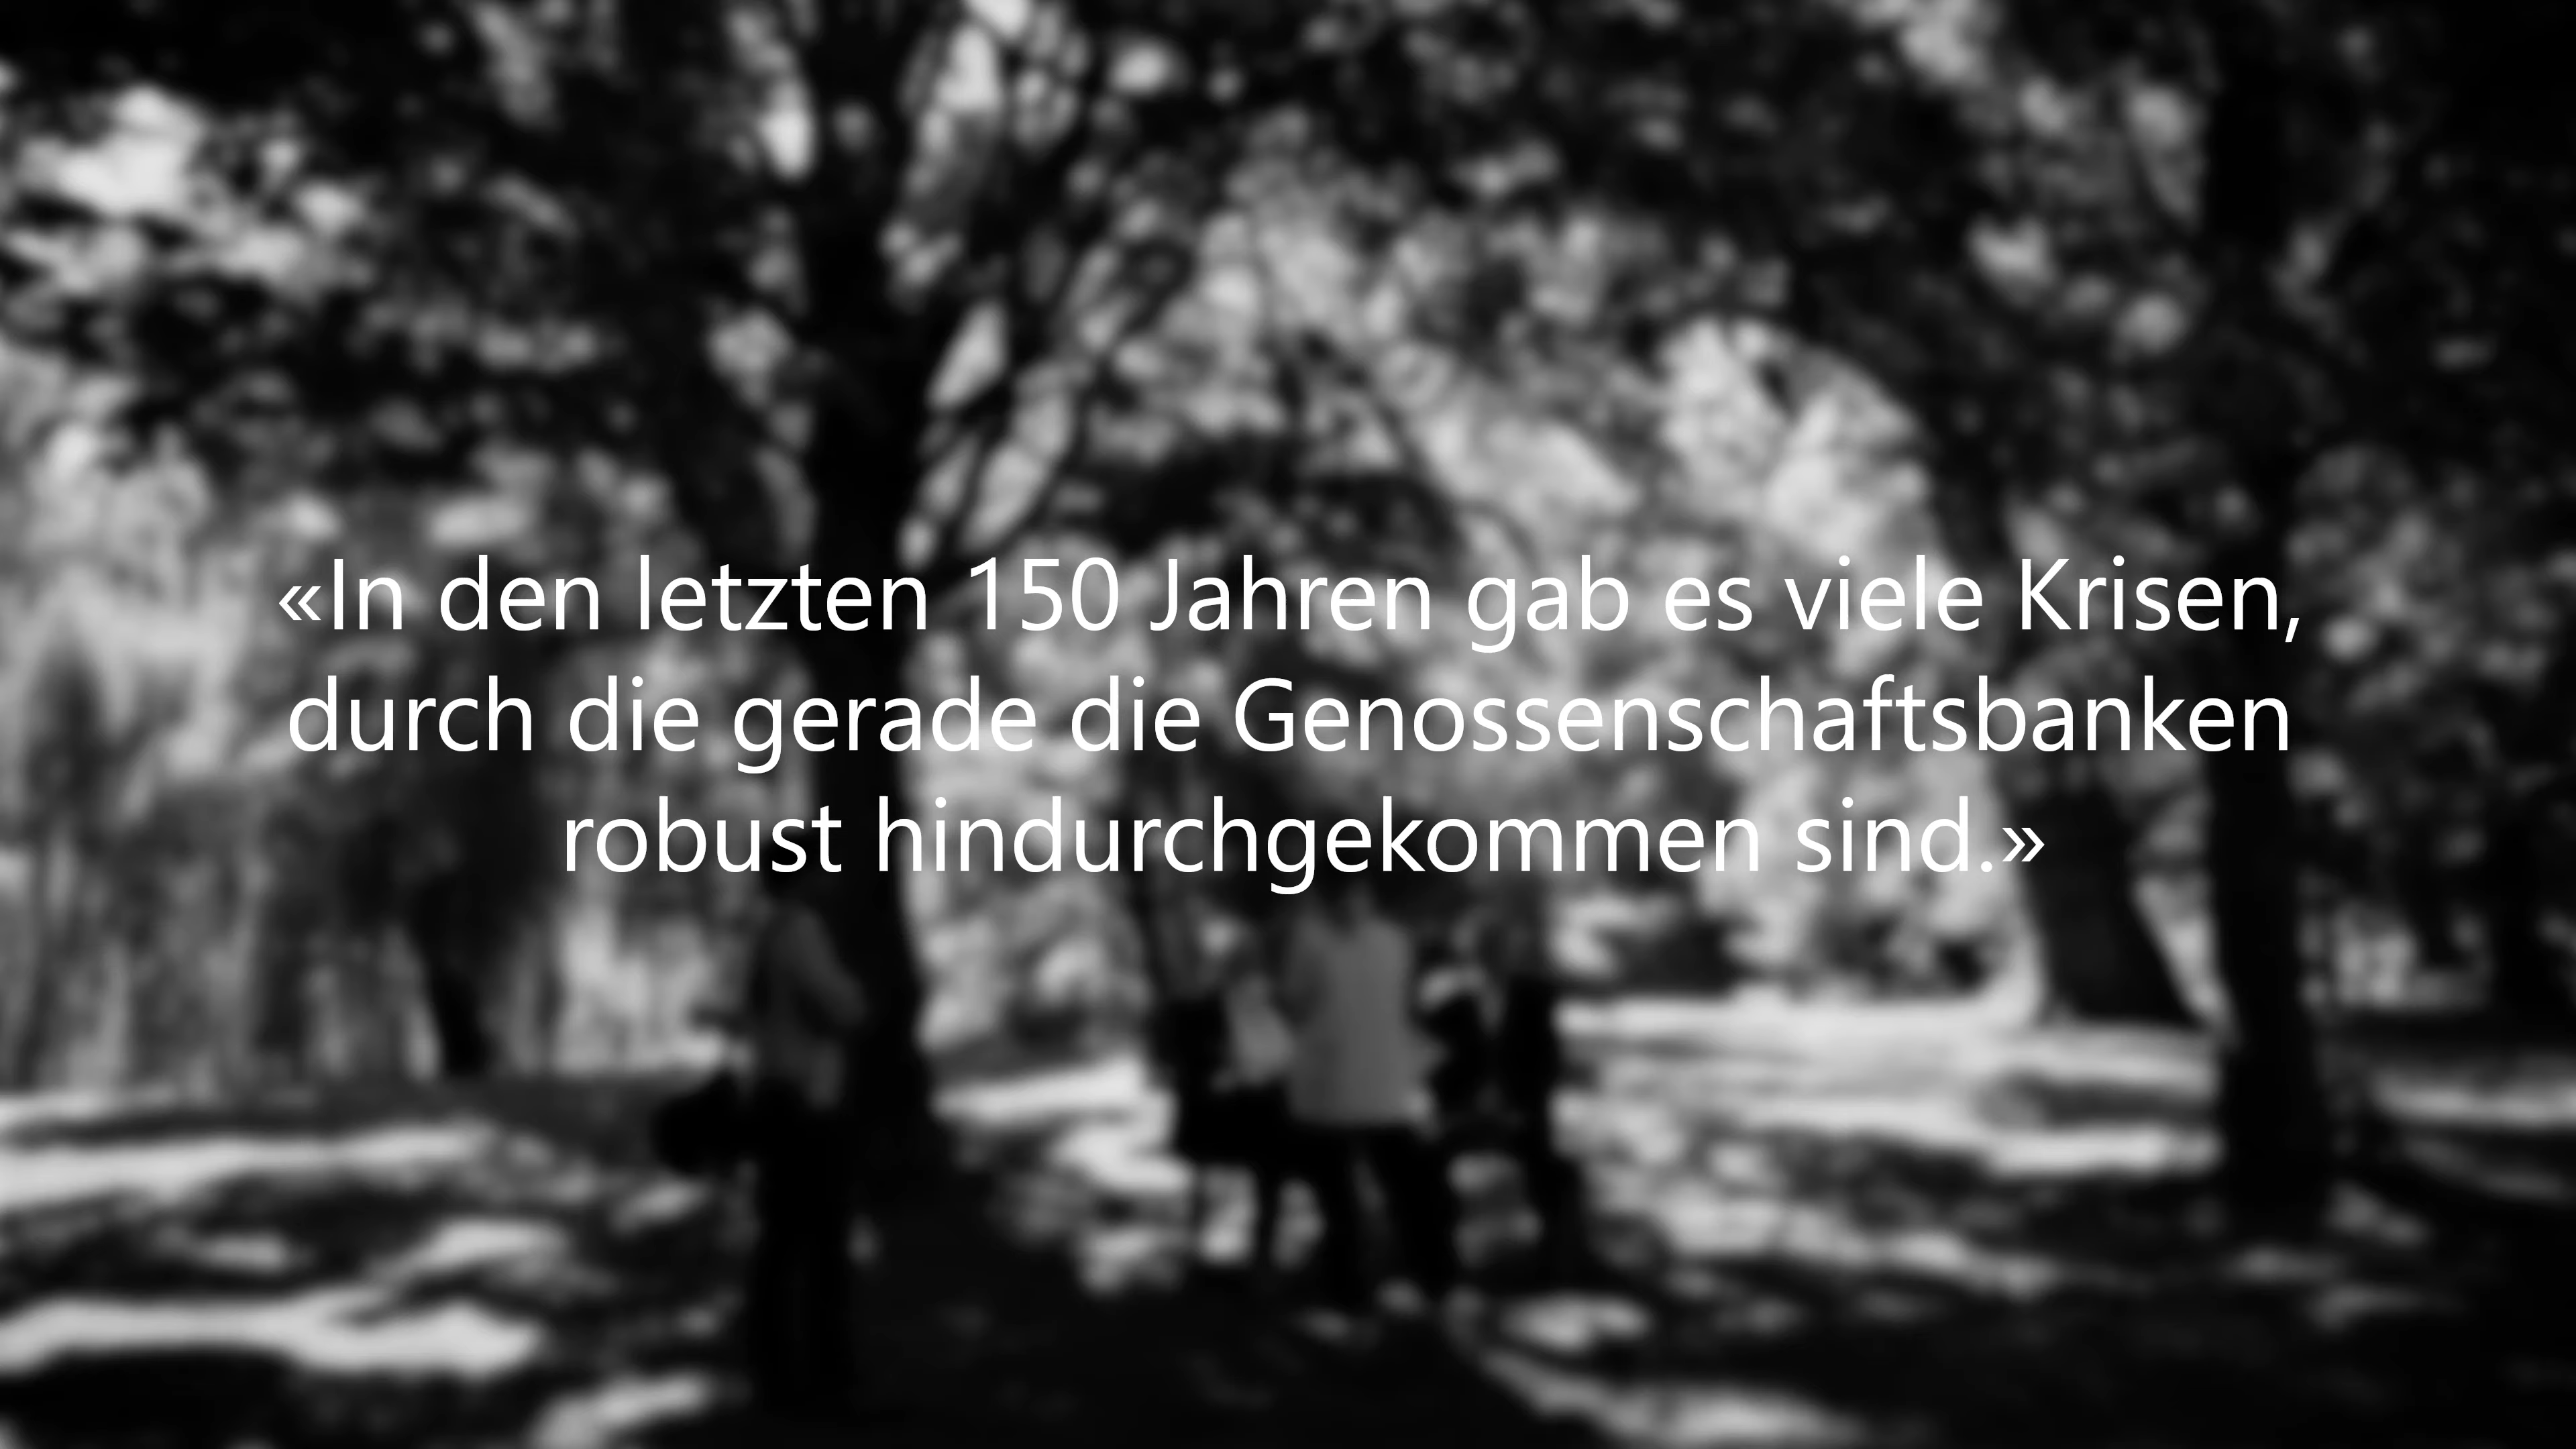 «In den letzten 150 Jahren gab es viele Krisen,
durch die gerade die Genossenschaftsbanken
robust hindurchgekommen sind.»